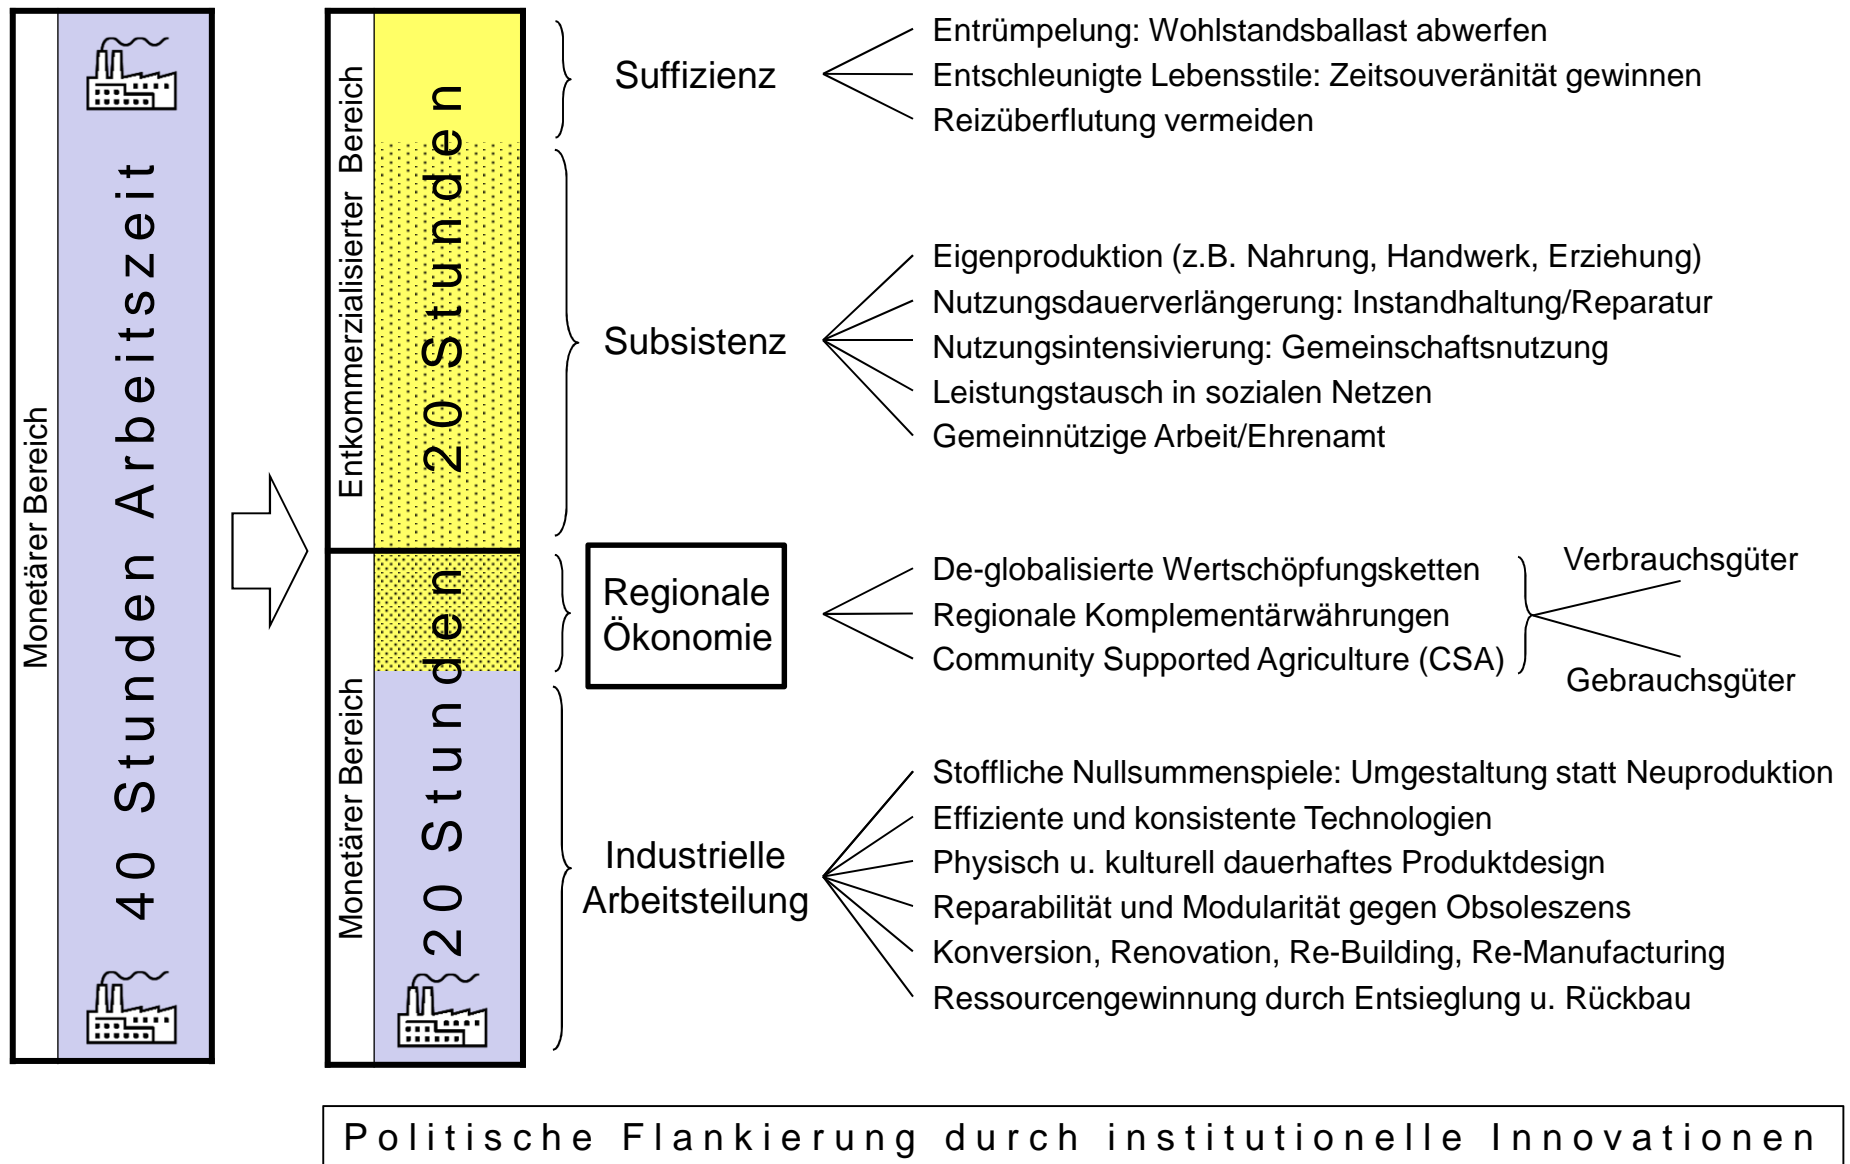 Monetärer Bereich
40 Stunden Arbeitszeit
Entkommerzialisierter Bereich
20 Stunden
Monetärer Bereich
20 Stunden
Suffizienz
Entrümpelung: Wohlstandsballast abwerfen
Entschleunigte Lebensstile: Zeitsouveränität gewinnen
Reizüberflutung vermeiden
Subsistenz
Eigenproduktion (z.B. Nahrung, Handwerk, Erziehung)
Nutzungsdauerverlängerung: Instandhaltung/Reparatur
Nutzungsintensivierung: Gemeinschaftsnutzung
Leistungstausch in sozialen Netzen
Gemeinnützige Arbeit/Ehrenamt
Regionale
Ökonomie
De-globalisierte Wertschöpfungsketten
Regionale Komplementärwährungen
Community Supported Agriculture (CSA)
Verbrauchsgüter
Gebrauchsgüter
Industrielle
Arbeitsteilung
Stoffliche Nullsummenspiele: Umgestaltung statt Neuproduktion
Effiziente und konsistente Technologien
Physisch u. kulturell dauerhaftes Produktdesign
Reparabilität und Modularität gegen Obsoleszens
Konversion, Renovation, Re-Building, Re-Manufacturing
Ressourcengewinnung durch Entsieglung u. Rückbau
Politische Flankierung durch institutionelle Innovationen